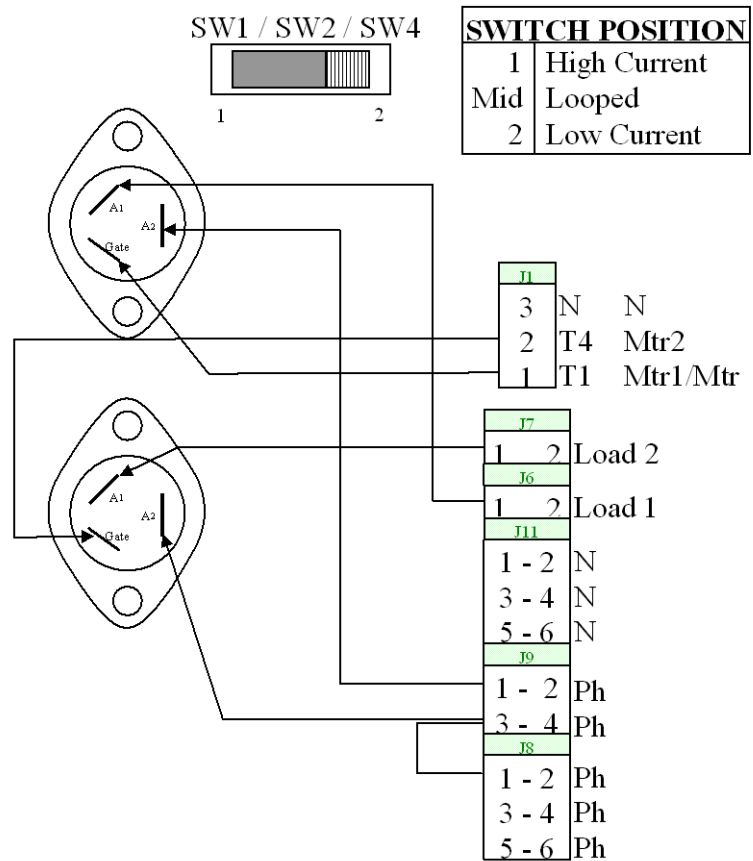 SW1 / SW2 / SW4
1 2
SWITCH POSITION
1 High Current
Mid Looped
2 Low Current
A1
A2
Gate
J1
3 N N
2 T4 Mtr2
1 T1 Mtr1/Mtr
A1
A2
Gate
J7
1 2 Load 2
J6
1 2 Load 1
J11
1 - 2 N
3 - 4 N
5 - 6 N
J9
1 - 2 Ph
3 - 4 Ph
J8
1 - 2 Ph
3 - 4 Ph
5 - 6 Ph